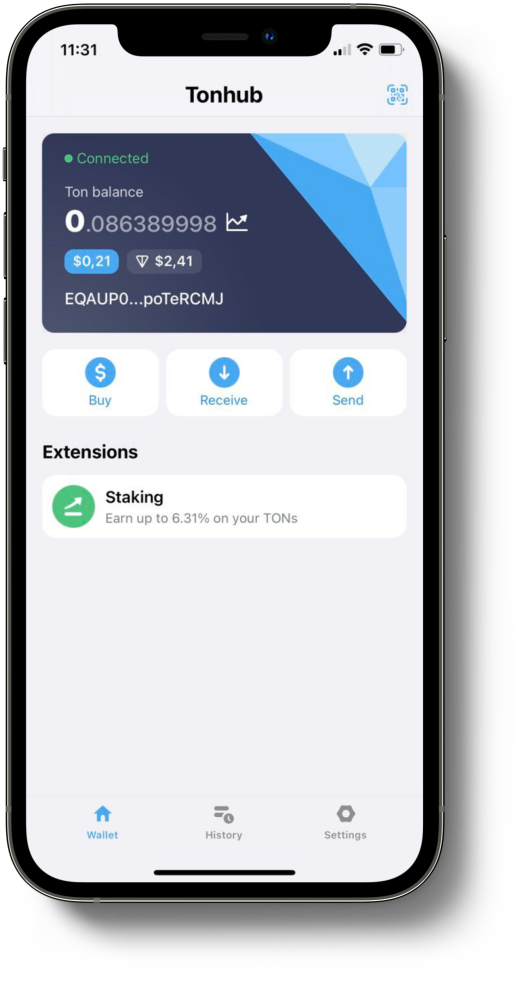 11:31
Tonhub
Connected
Ton balance
0.086389998
$0,21 $2,41
EQAUP0...poTeRCMJ
Buy Receive Send
Extensions
Staking
Earn up to 6.31% on your TONs
Wallet History Settings